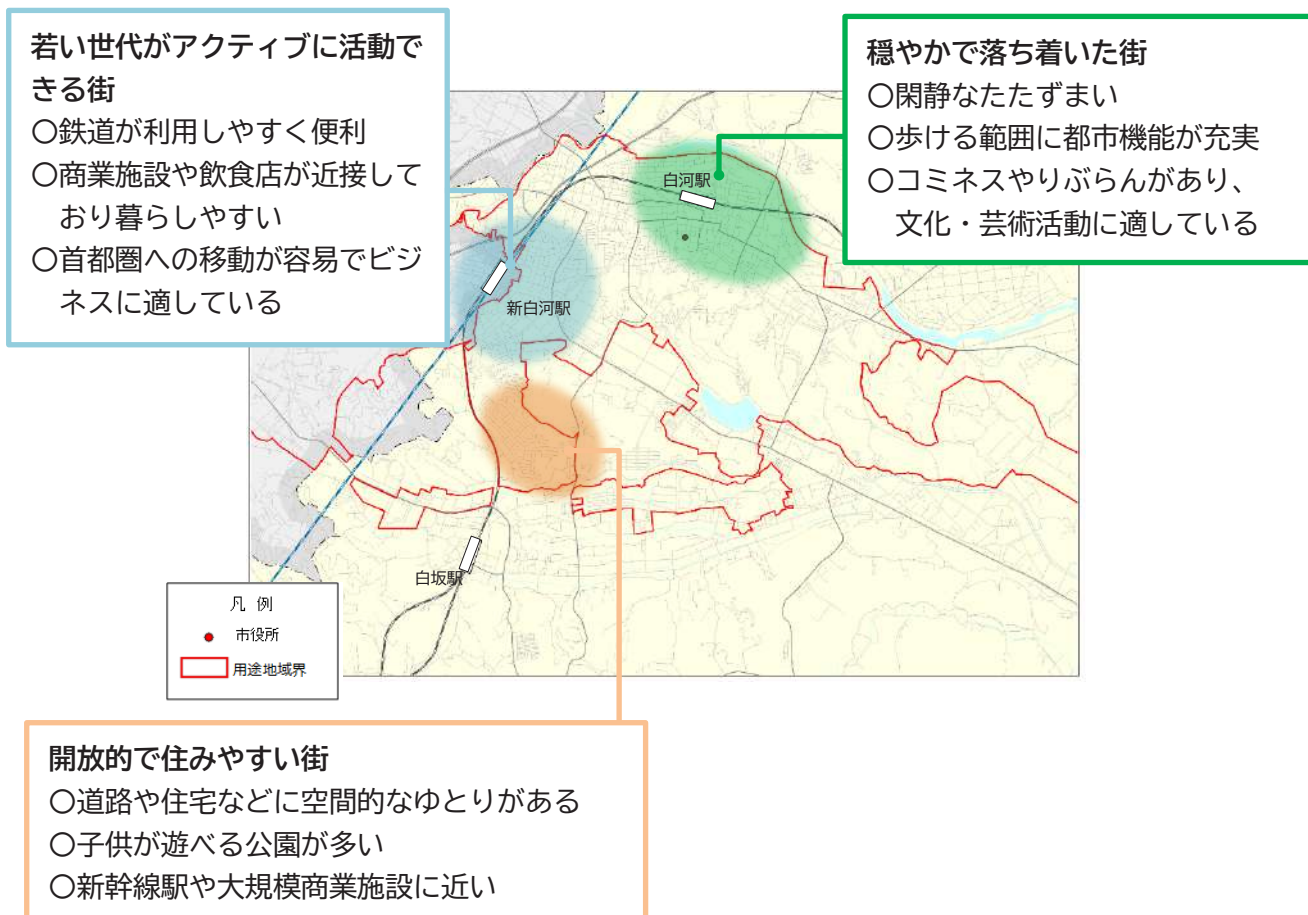 若い世代がアクティブに活動で
きる街
〇鉄道が利用しやすく便利
〇商業施設や飲食店が近接して
おり暮らしやすい
〇首都圏への移動が容易でビジ
ネスに適している
穏やかで落ち着いた街
〇閑静なたたずまい
〇歩ける範囲に都市機能が充実
〇コミネスやりぶらんがあり、
文化・芸術活動に適している
白河駅
新白河駅
白坂駅
凡 例
市役所
用途地域界
開放的で住みやすい街
〇道路や住宅などに空間的なゆとりがある
〇子供が遊べる公園が多い
〇新幹線駅や大規模商業施設に近い